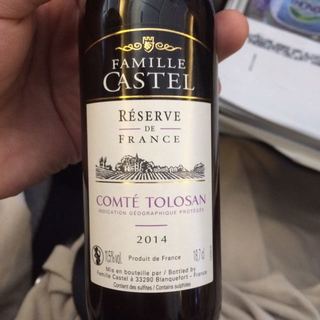 FAMILLE
CASTEL
RÉSERVE
DE
FRANCE
COMTÉ TOLOSAN
INDICATION GÉOGRAPHIQUE PROTÉGÉE
2014
11,5% vol. Produit de France 18,7 cl
Mis en bouteille par / Bottled by
Famille Castel à 33290 Blanquefort - France
Contient des sulfites / Contains sulphites